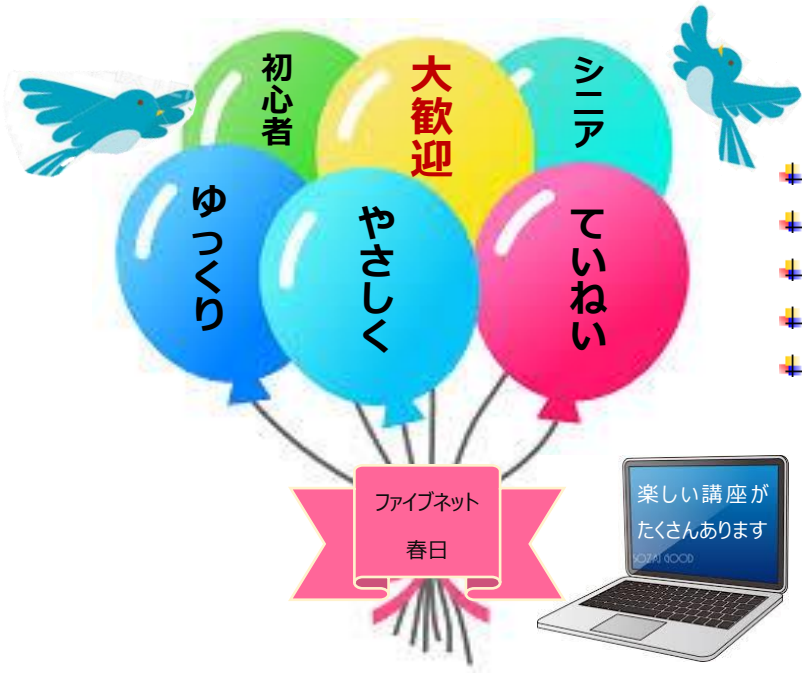 初心者
大歓迎
シニア
ゆっくり
やさしく
ていねい
ファイブネット
春日
楽しい講座が
たくさんあります
SOZAI GOOD